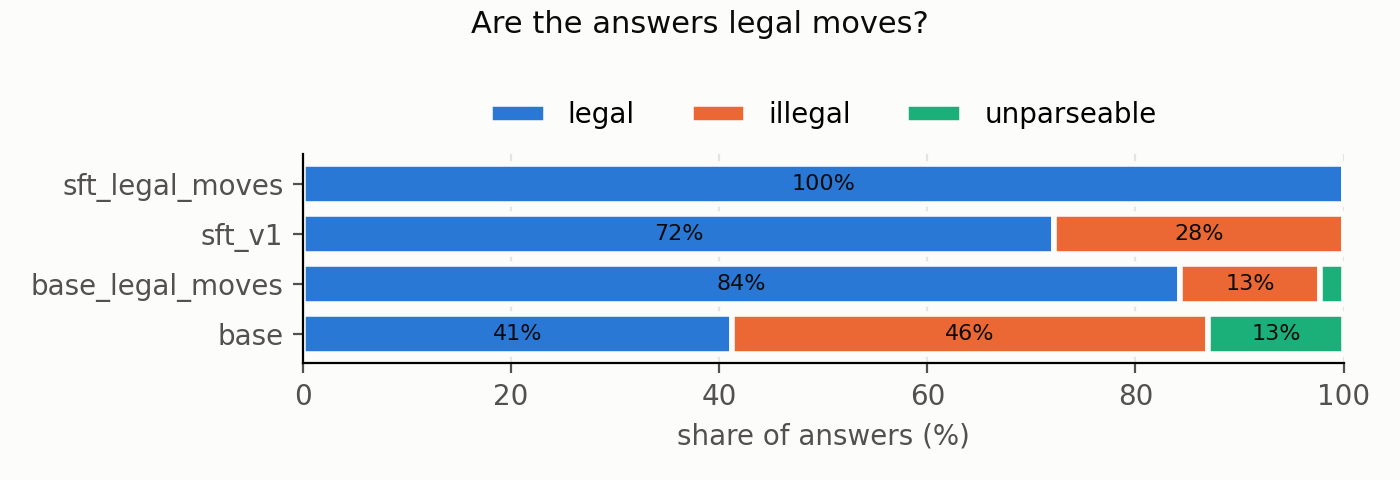 Are the answers legal moves?
legal illegal unparseable
sft_legal_moves 100%
sft_v1 72% 28%
base_legal_moves 84% 13%
base 41% 46% 13%
0 20 40 60 80 100
share of answers (%)